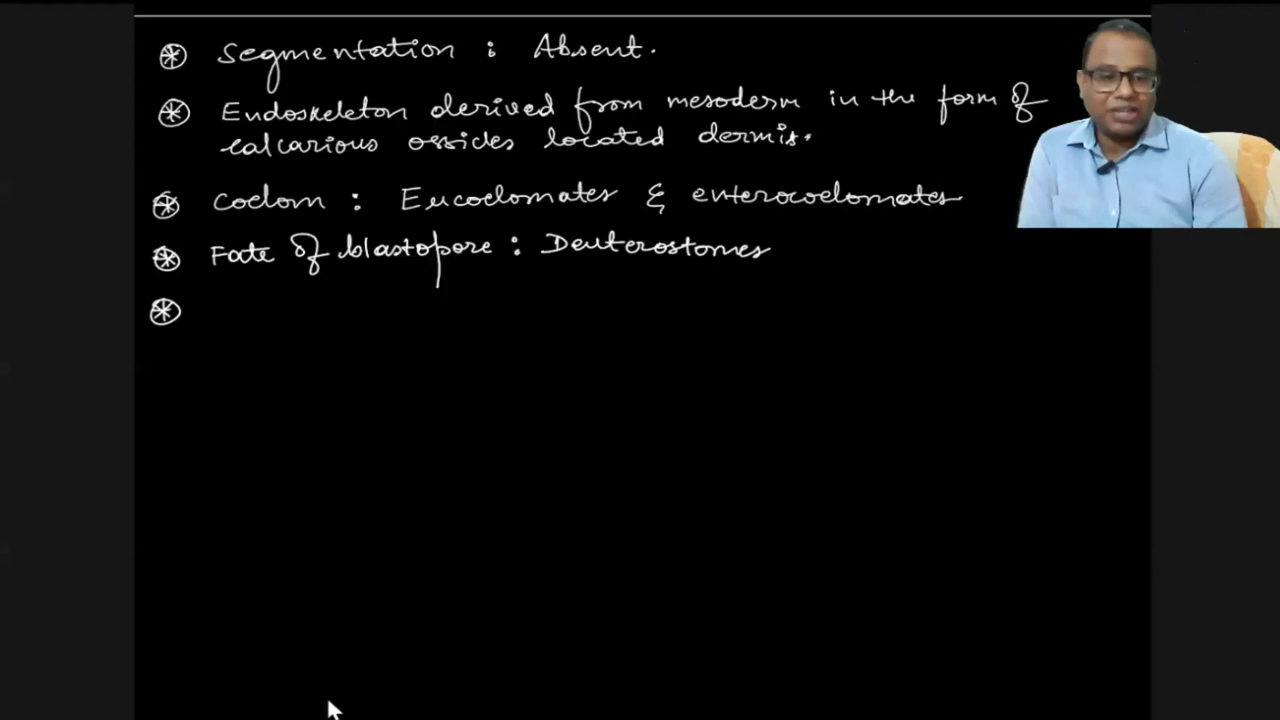 ⊛ Segmentation : Absent.
⊛ Endoskeleton derived from mesoderm in the form of
calcarious ossicles located dermis.
⊛ Coelom : Eucoelomates & enterocoelomates
⊛ Fate of blastopore : Deuterostomes
⊛